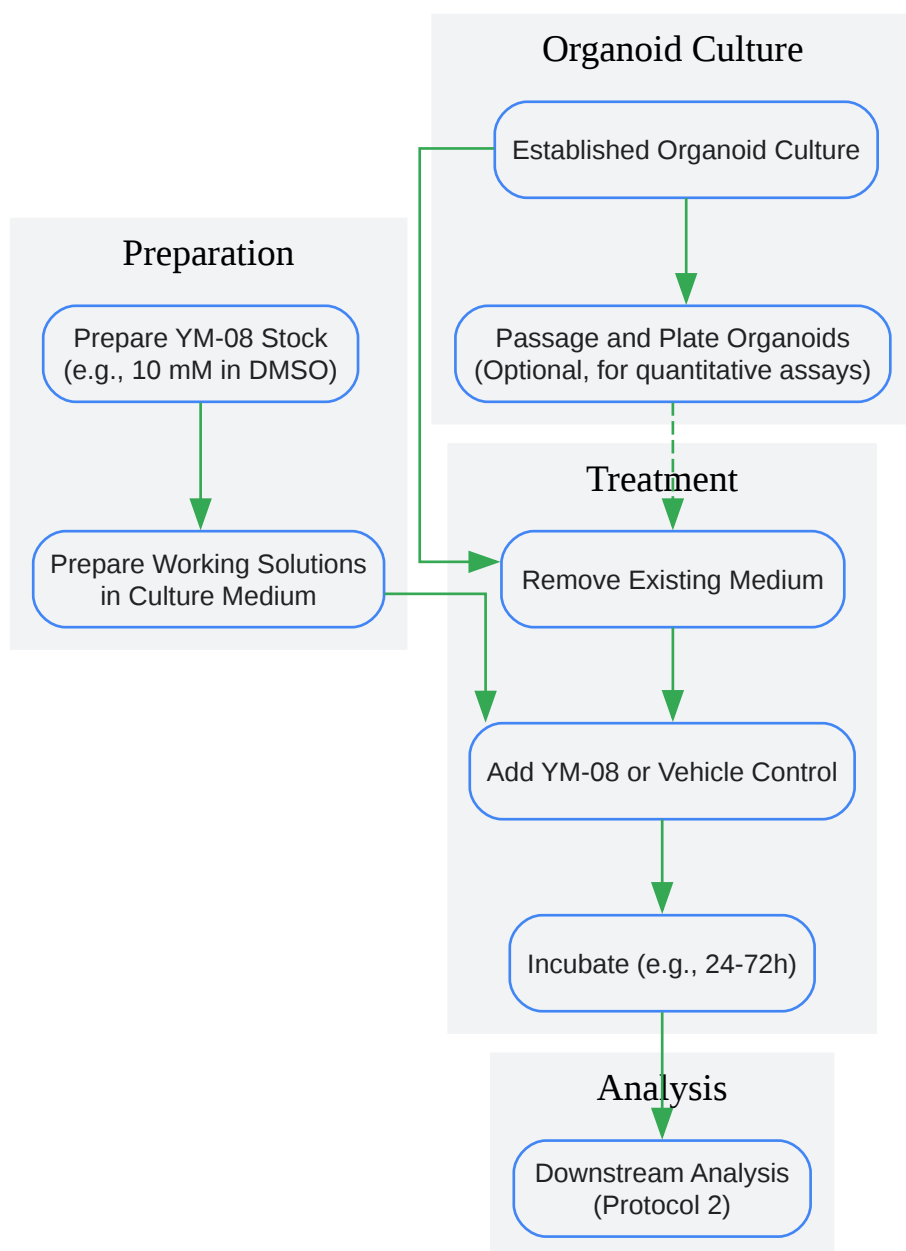 Organoid Culture
Established Organoid Culture
Passage and Plate Organoids
(Optional, for quantitative assays)
Preparation
Prepare YM-08 Stock
(e.g., 10 mM in DMSO)
Prepare Working Solutions
in Culture Medium
Treatment
Remove Existing Medium
Add YM-08 or Vehicle Control
Incubate (e.g., 24-72h)
Analysis
Downstream Analysis
(Protocol 2)